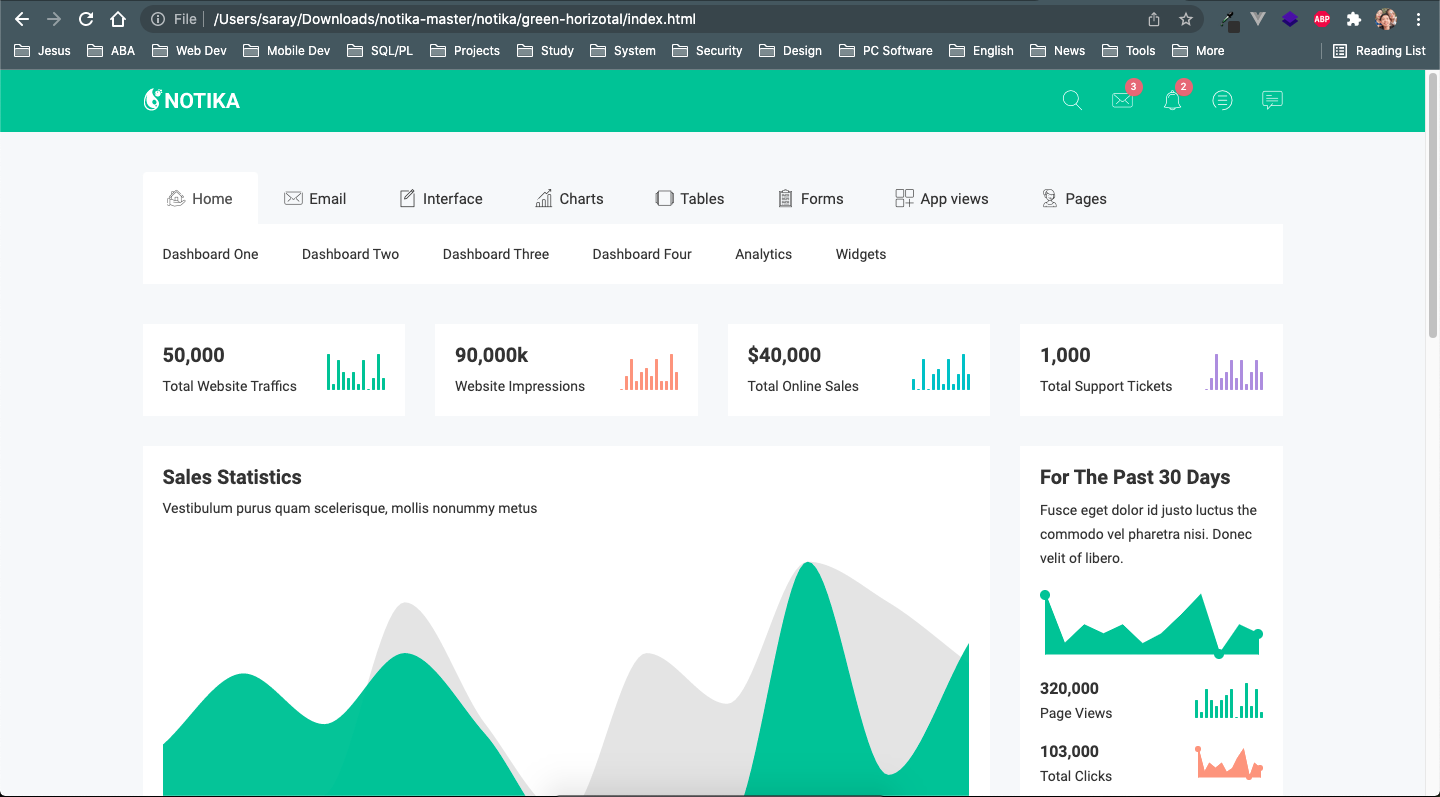 File /Users/saray/Downloads/notika-master/notika/green-horizotal/index.html
ABP
Jesus ABA Web Dev Mobile Dev SQL/PL Projects Study System Security Design PC Software English News Tools More Reading List
NOTIKA
3
2
Home Email Interface Charts Tables Forms App views Pages
Dashboard One Dashboard Two Dashboard Three Dashboard Four Analytics Widgets
50,000
Total Website Traffics
90,000k
Website Impressions
$40,000
Total Online Sales
1,000
Total Support Tickets
Sales Statistics
Vestibulum purus quam scelerisque, mollis nonummy metus
For The Past 30 Days
Fusce eget dolor id justo luctus the
commodo vel pharetra nisi. Donec
velit of libero.
320,000
Page Views
103,000
Total Clicks